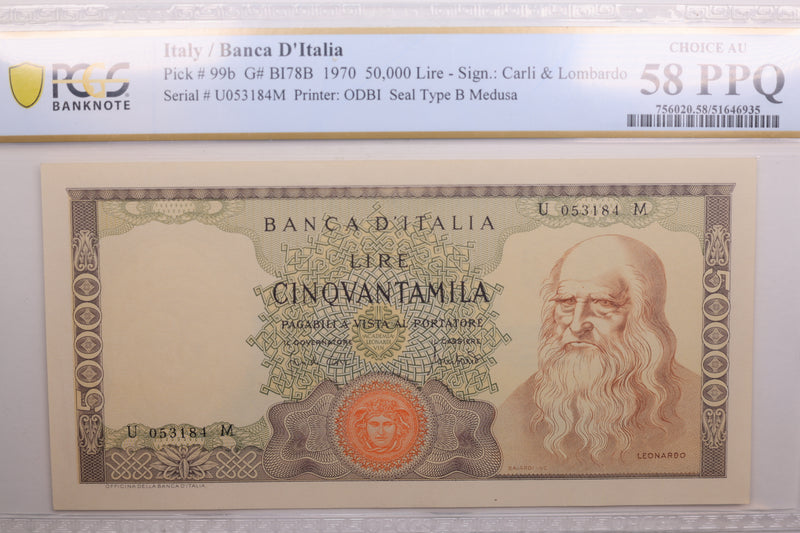 PCGS
BANKNOTE
Italy / Banca D'Italia
Pick # 99b G# BI78B 1970 50,000 Lire - Sign.: Carli & Lombardo
Serial # U053184M Printer: ODBI Seal Type B Medusa
CHOICE AU
58 PPQ
756020.58/51646935
U 053184 M
BANCA D'ITALIA
LIRE
CINQVANTAMILA
PAGABILI A VISTA AL PORTATORE
IL GOVERNATORE IL CASSIERE
50000
50000
U 053184 M
LEONARDO
OFFICINA DELLA BANCA D'ITALIA